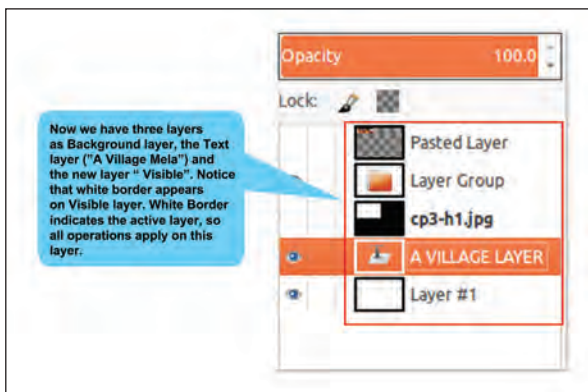 Opacity 100.0
Lock:
Now we have three layers
as Background layer, the Text
layer ("A Village Mela") and
the new layer “ Visible”. Notice
that white border appears
on Visible layer. White Border
indicates the active layer, so
all operations apply on this
layer.
Pasted Layer
Layer Group
cp3-h1.jpg
A VILLAGE LAYER
Layer #1